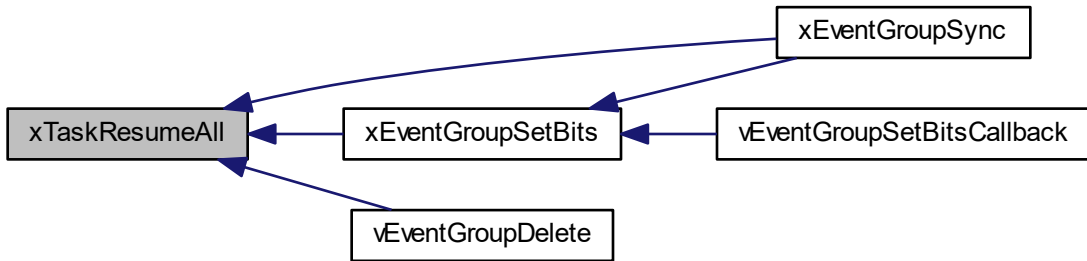 xEventGroupSync
xTaskResumeAll
xEventGroupSetBits
vEventGroupSetBitsCallback
vEventGroupDelete